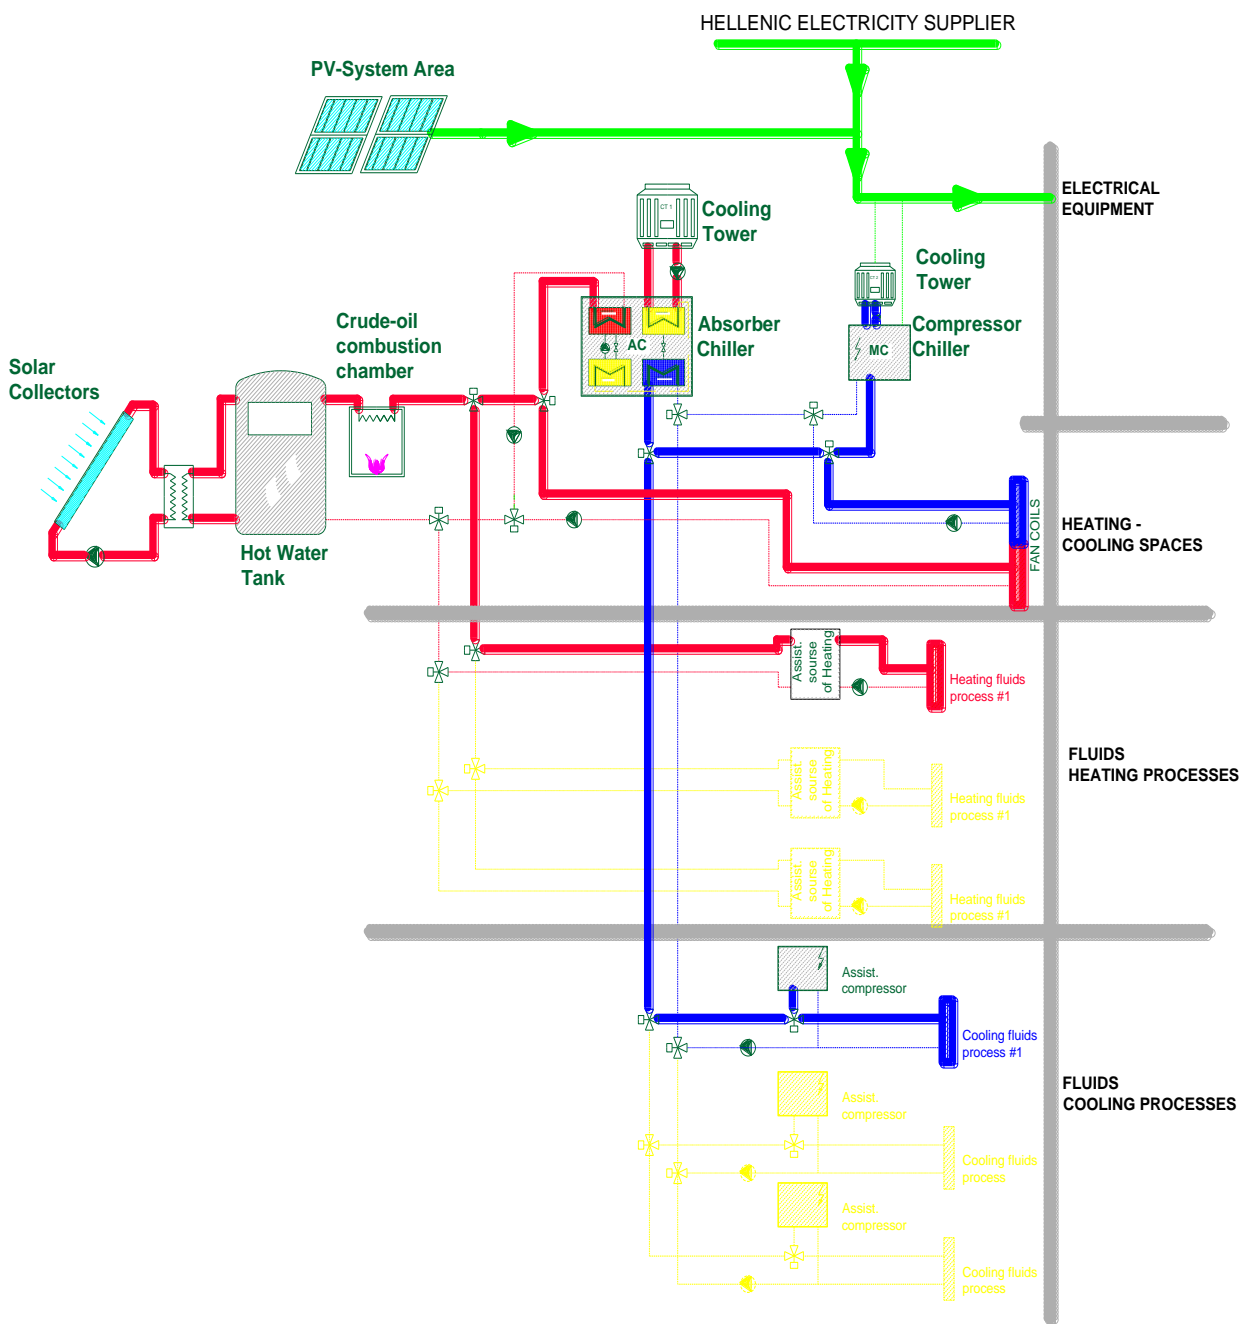 HELLENIC ELECTRICITY SUPPLIER
PV-System Area
ELECTRICAL
EQUIPMENT
CT 1
Cooling
Tower
Cooling
Tower
CT 2
Crude-oil
combustion
chamber
AC
Absorber
Chiller
MC
Compressor
Chiller
Solar
Collectors
Hot Water
Tank
FAN COILS
HEATING -
COOLING SPACES
Assist.
sourse
of Heating
Heating fluids
process #1
FLUIDS
HEATING PROCESSES
Assist.
sourse
of Heating
Heating fluids
process #1
Assist.
sourse
of Heating
Heating fluids
process #1
Assist.
compressor
Cooling fluids
process #1
FLUIDS
COOLING PROCESSES
Assist.
compressor
Cooling fluids
process
Assist.
compressor
Cooling fluids
process